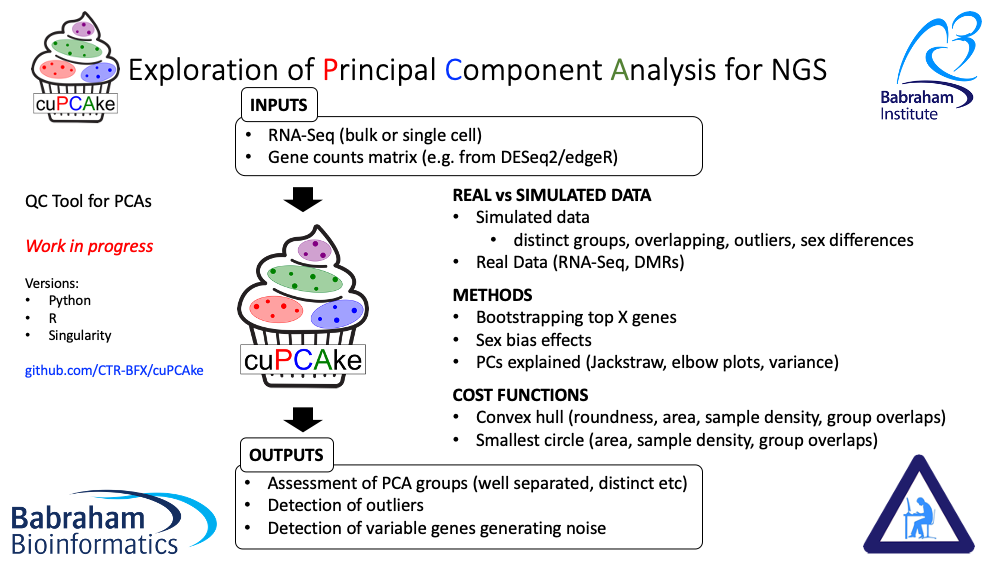 cuPCAke
Exploration of Principal Component Analysis for NGS
Babraham
Institute
INPUTS
• RNA-Seq (bulk or single cell)
• Gene counts matrix (e.g. from DESeq2/edgeR)
QC Tool for PCAs
Work in progress
Versions:
• Python
• R
• Singularity
github.com/CTR-BFX/cuPCAke
cuPCAke
REAL vs SIMULATED DATA
• Simulated data
• distinct groups, overlapping, outliers, sex differences
• Real Data (RNA-Seq, DMRs)
METHODS
• Bootstrapping top X genes
• Sex bias effects
• PCs explained (Jackstraw, elbow plots, variance)
COST FUNCTIONS
• Convex hull (roundness, area, sample density, group overlaps)
• Smallest circle (area, sample density, group overlaps)
OUTPUTS
• Assessment of PCA groups (well separated, distinct etc)
• Detection of outliers
• Detection of variable genes generating noise
Babraham
Bioinformatics